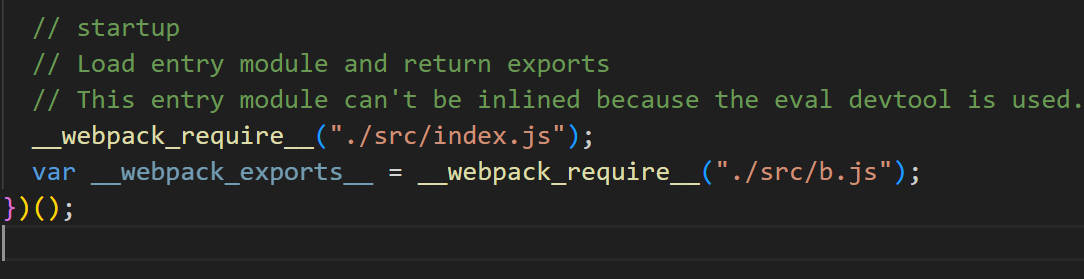 // startup
// Load entry module and return exports
// This entry module can't be inlined because the eval devtool is used.
__webpack_require__("./src/index.js");
var __webpack_exports__ = __webpack_require__("./src/b.js");
})();